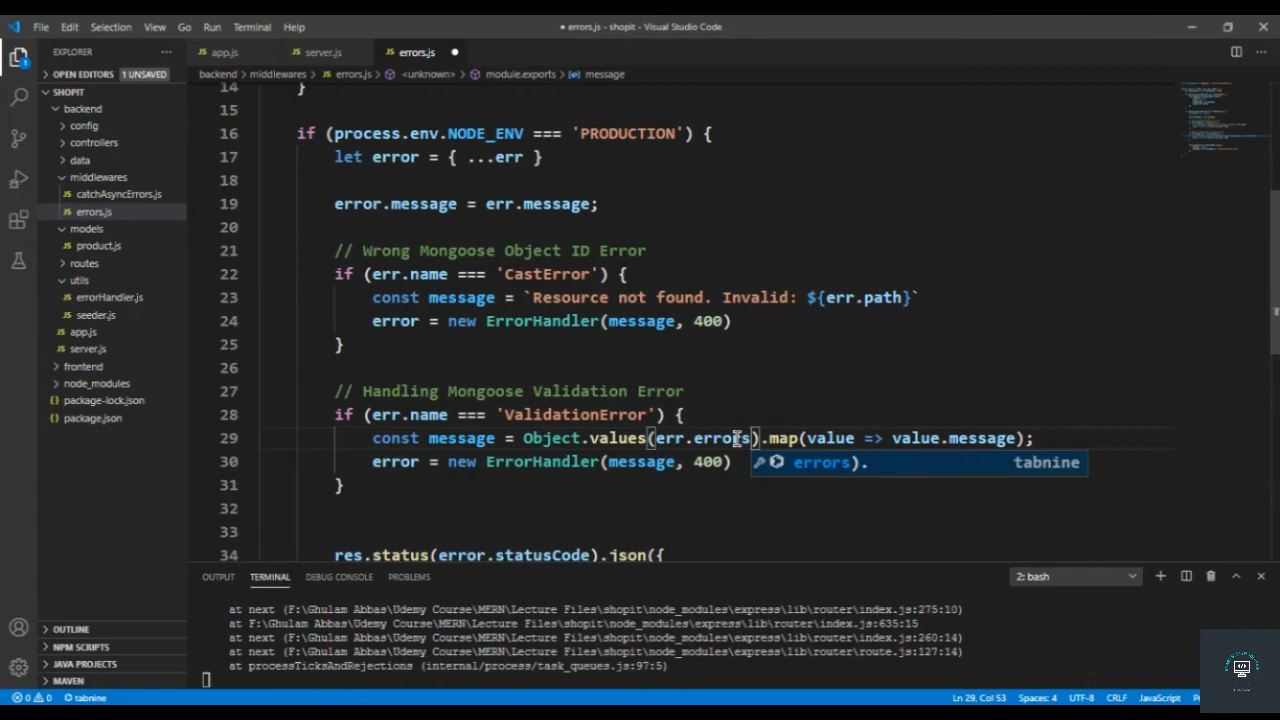 File Edit Selection View Go Run Terminal Help
● errors.js - shopit - Visual Studio Code
EXPLORER ···
JS app.js
JS server.js
JS errors.js ●
OPEN EDITORS 1 UNSAVED
backend > middlewares > JS errors.js > <unknown> > module.exports > message
SHOPIT
backend
config
controllers
data
middlewares
JS catchAsyncErrors.js
JS errors.js
models
JS product.js
routes
utils
JS errorHandler.js
JS seeder.js
JS app.js
JS server.js
frontend
node_modules
package-lock.json
package.json
OUTLINE
NPM SCRIPTS
JAVA PROJECTS
MAVEN
14 }
15
16 if (process.env.NODE_ENV === 'PRODUCTION') {
17 let error = { ...err }
18
19 error.message = err.message;
20
21 // Wrong Mongoose Object ID Error
22 if (err.name === 'CastError') {
23 const message = `Resource not found. Invalid: ${err.path}`
24 error = new ErrorHandler(message, 400)
25 }
26
27 // Handling Mongoose Validation Error
28 if (err.name === 'ValidationError') {
29 const message = Object.values(err.errors).map(value => value.message);
30 error = new ErrorHandler(message, 400)
errors). tabnine
31 }
32
33
34 res.status(error.statusCode).json({
OUTPUT TERMINAL DEBUG CONSOLE PROBLEMS
2: bash
at next (F:\Ghulam Abbas\Udemy Course\MERN\Lecture Files\shopit\node_modules\express\lib\router\index.js:275:10)
at F:\Ghulam Abbas\Udemy Course\MERN\Lecture Files\shopit\node_modules\express\lib\router\index.js:635:15
at next (F:\Ghulam Abbas\Udemy Course\MERN\Lecture Files\shopit\node_modules\express\lib\router\index.js:260:14)
at next (F:\Ghulam Abbas\Udemy Course\MERN\Lecture Files\shopit\node_modules\express\lib\router\route.js:127:14)
at processTicksAndRejections (internal/process/task_queues.js:97:5)
0 0 tabnine
Ln 29, Col 53 Spaces: 4 UTF-8 CRLF JavaScript